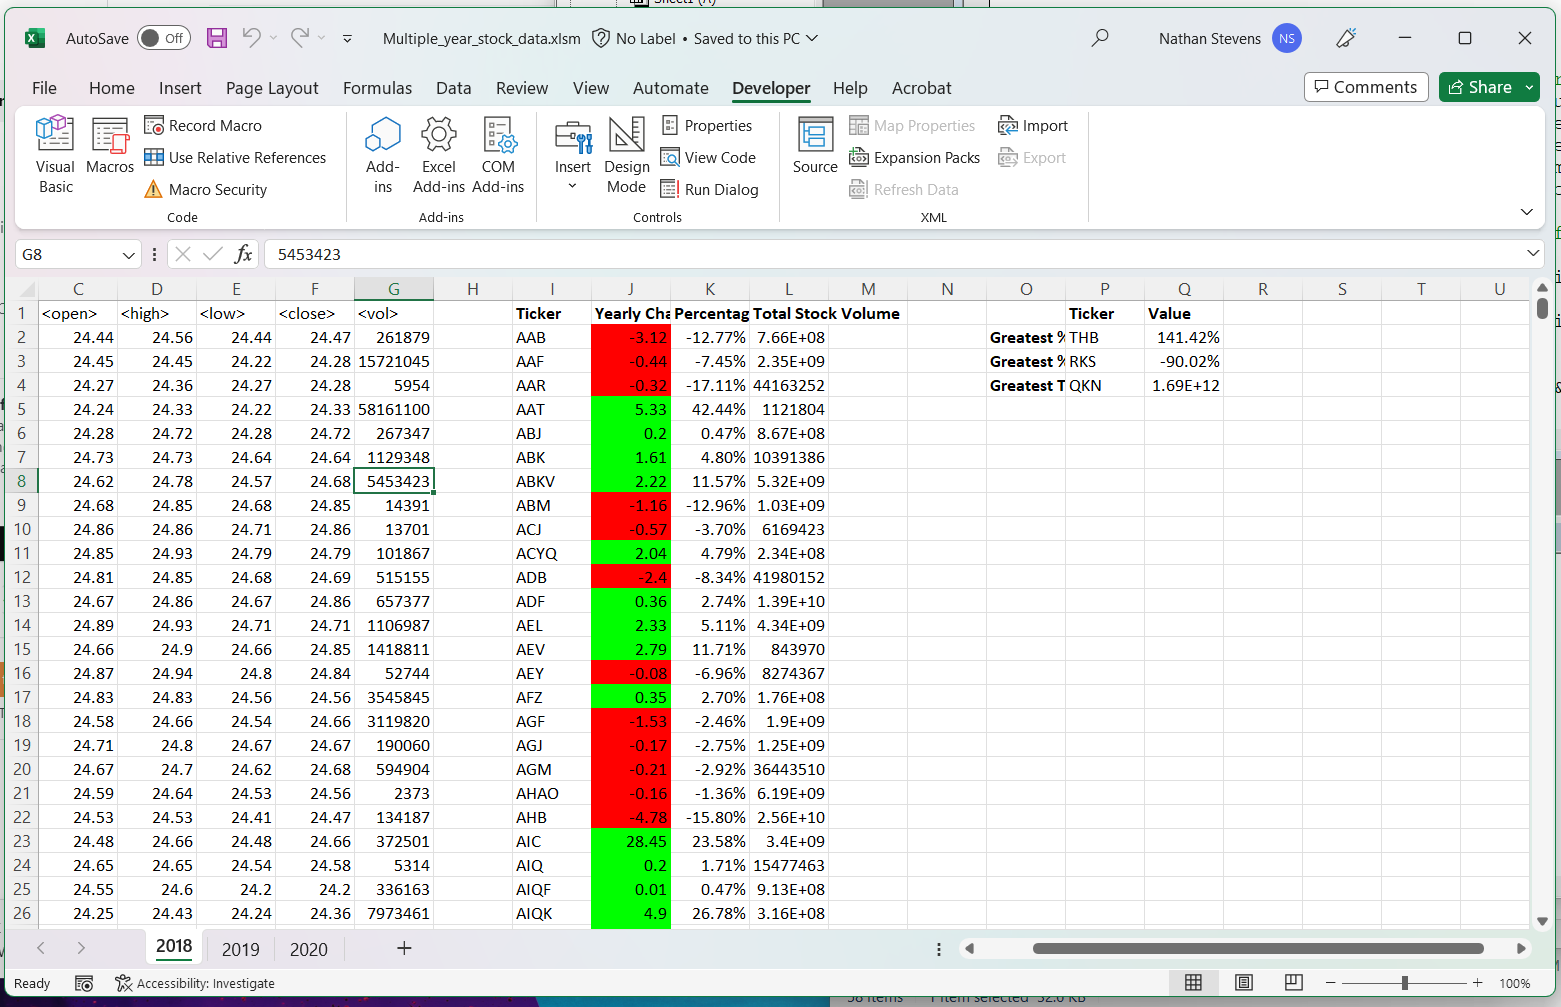 Sheet1 (A)
AutoSave Off Multiple_year_stock_data.xlsm No Label • Saved to this PC Nathan Stevens NS
File Home Insert Page Layout Formulas Data Review View Automate Developer Help Acrobat Comments Share
Visual Basic
Macros
Record Macro
Use Relative References
Macro Security
Code
Add-ins
Excel Add-ins
COM Add-ins
Add-ins
Insert
Design Mode
Properties
View Code
Run Dialog
Controls
Source
Map Properties
Expansion Packs
Refresh Data
Import
Export
XML
G8 fx 5453423
C D E F G H I J K L M N O P Q R S T U
1 <open> <high> <low> <close> <vol> Ticker Yearly Cha Percentag Total Stock Volume Ticker Value
2 24.44 24.56 24.44 24.47 261879 AAB -3.12 -12.77% 7.66E+08 Greatest % THB 141.42%
3 24.45 24.45 24.22 24.28 15721045 AAF -0.44 -7.45% 2.35E+09 Greatest % RKS -90.02%
4 24.27 24.36 24.27 24.28 5954 AAR -0.32 -17.11% 44163252 Greatest T QKN 1.69E+12
5 24.24 24.33 24.22 24.33 58161100 AAT 5.33 42.44% 1121804
6 24.28 24.72 24.28 24.72 267347 ABJ 0.2 0.47% 8.67E+08
7 24.73 24.73 24.64 24.64 1129348 ABK 1.61 4.80% 10391386
8 24.62 24.78 24.57 24.68 5453423 ABKV 2.22 11.57% 5.32E+09
9 24.68 24.85 24.68 24.85 14391 ABM -1.16 -12.96% 1.03E+09
10 24.86 24.86 24.71 24.86 13701 ACJ -0.57 -3.70% 6169423
11 24.85 24.93 24.79 24.79 101867 ACYQ 2.04 4.79% 2.34E+08
12 24.81 24.85 24.68 24.69 515155 ADB -2.4 -8.34% 41980152
13 24.67 24.86 24.67 24.86 657377 ADF 0.36 2.74% 1.39E+10
14 24.89 24.93 24.71 24.71 1106987 AEL 2.33 5.11% 4.34E+09
15 24.66 24.9 24.66 24.85 1418811 AEV 2.79 11.71% 843970
16 24.87 24.94 24.8 24.84 52744 AEY -0.08 -6.96% 8274367
17 24.83 24.83 24.56 24.56 3545845 AFZ 0.35 2.70% 1.76E+08
18 24.58 24.66 24.54 24.66 3119820 AGF -1.53 -2.46% 1.9E+09
19 24.71 24.8 24.67 24.67 190060 AGJ -0.17 -2.75% 1.25E+09
20 24.67 24.7 24.62 24.68 594904 AGM -0.21 -2.92% 36443510
21 24.59 24.64 24.53 24.56 2373 AHAO -0.16 -1.36% 6.19E+09
22 24.53 24.53 24.41 24.47 134187 AHB -4.78 -15.80% 2.56E+10
23 24.48 24.66 24.48 24.66 372501 AIC 28.45 23.58% 3.4E+09
24 24.65 24.65 24.54 24.58 5314 AIQ 0.2 1.71% 15477463
25 24.55 24.6 24.2 24.2 336163 AIQF 0.01 0.47% 9.13E+08
26 24.25 24.43 24.24 24.36 7973461 AIQK 4.9 26.78% 3.16E+08
2018 2019 2020
Ready Accessibility: Investigate 100%
38 items 1 item selected 52.0 KB